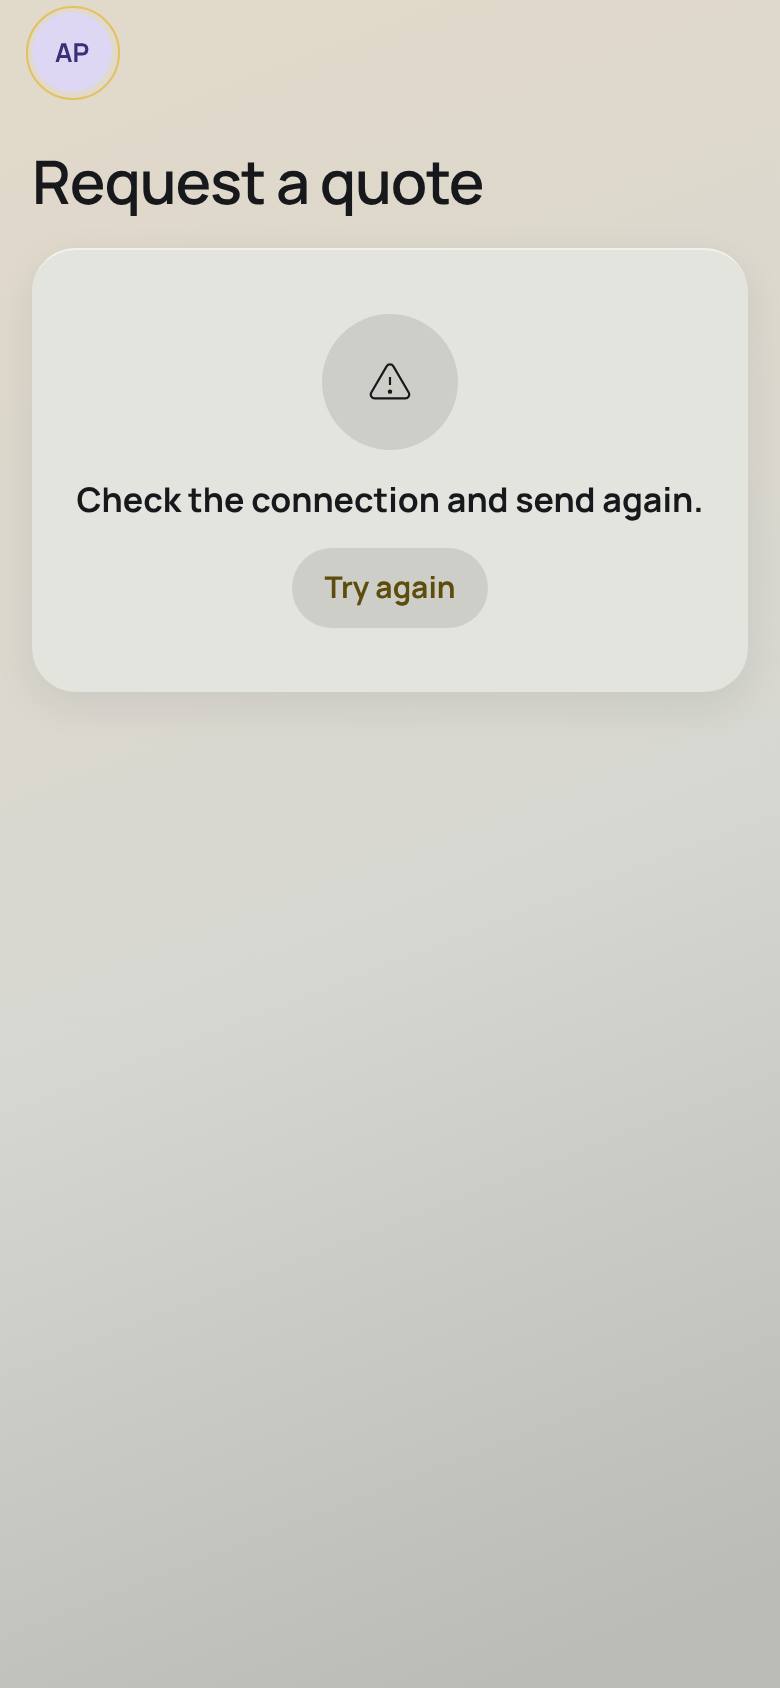 AP
Request a quote
Check the connection and send again.
Try again